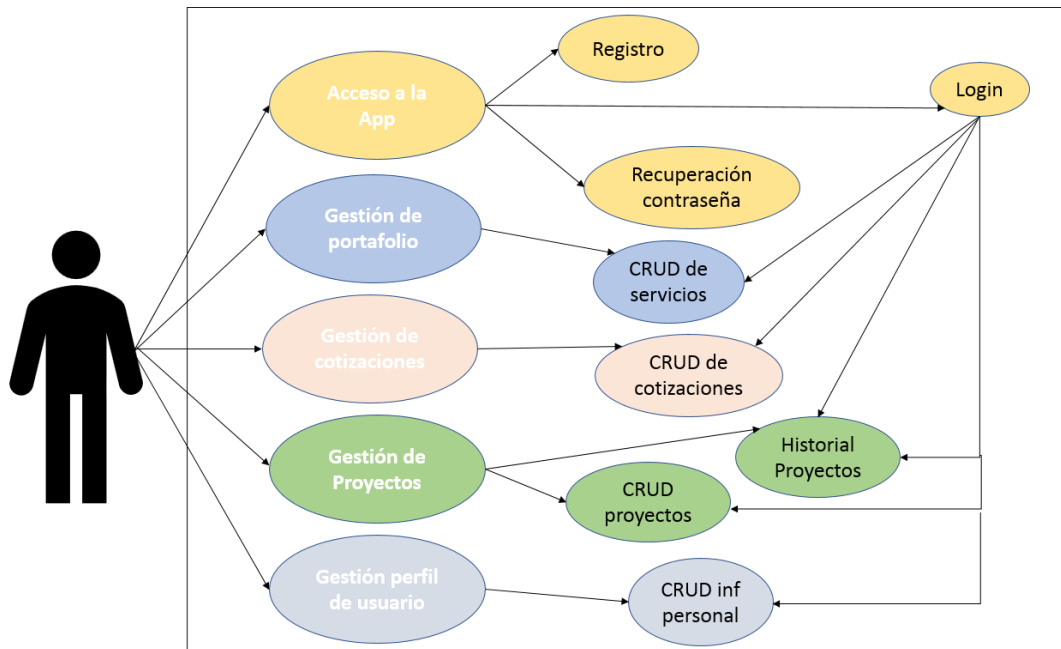 Registro
Acceso a la
App
Login
Recuperación
contraseña
Gestión de
portafolio
CRUD de
servicios
Gestión de
cotizaciones
CRUD de
cotizaciones
Gestión de
Proyectos
Historial
Proyectos
CRUD
proyectos
Gestión perfil
de usuario
CRUD inf
personal